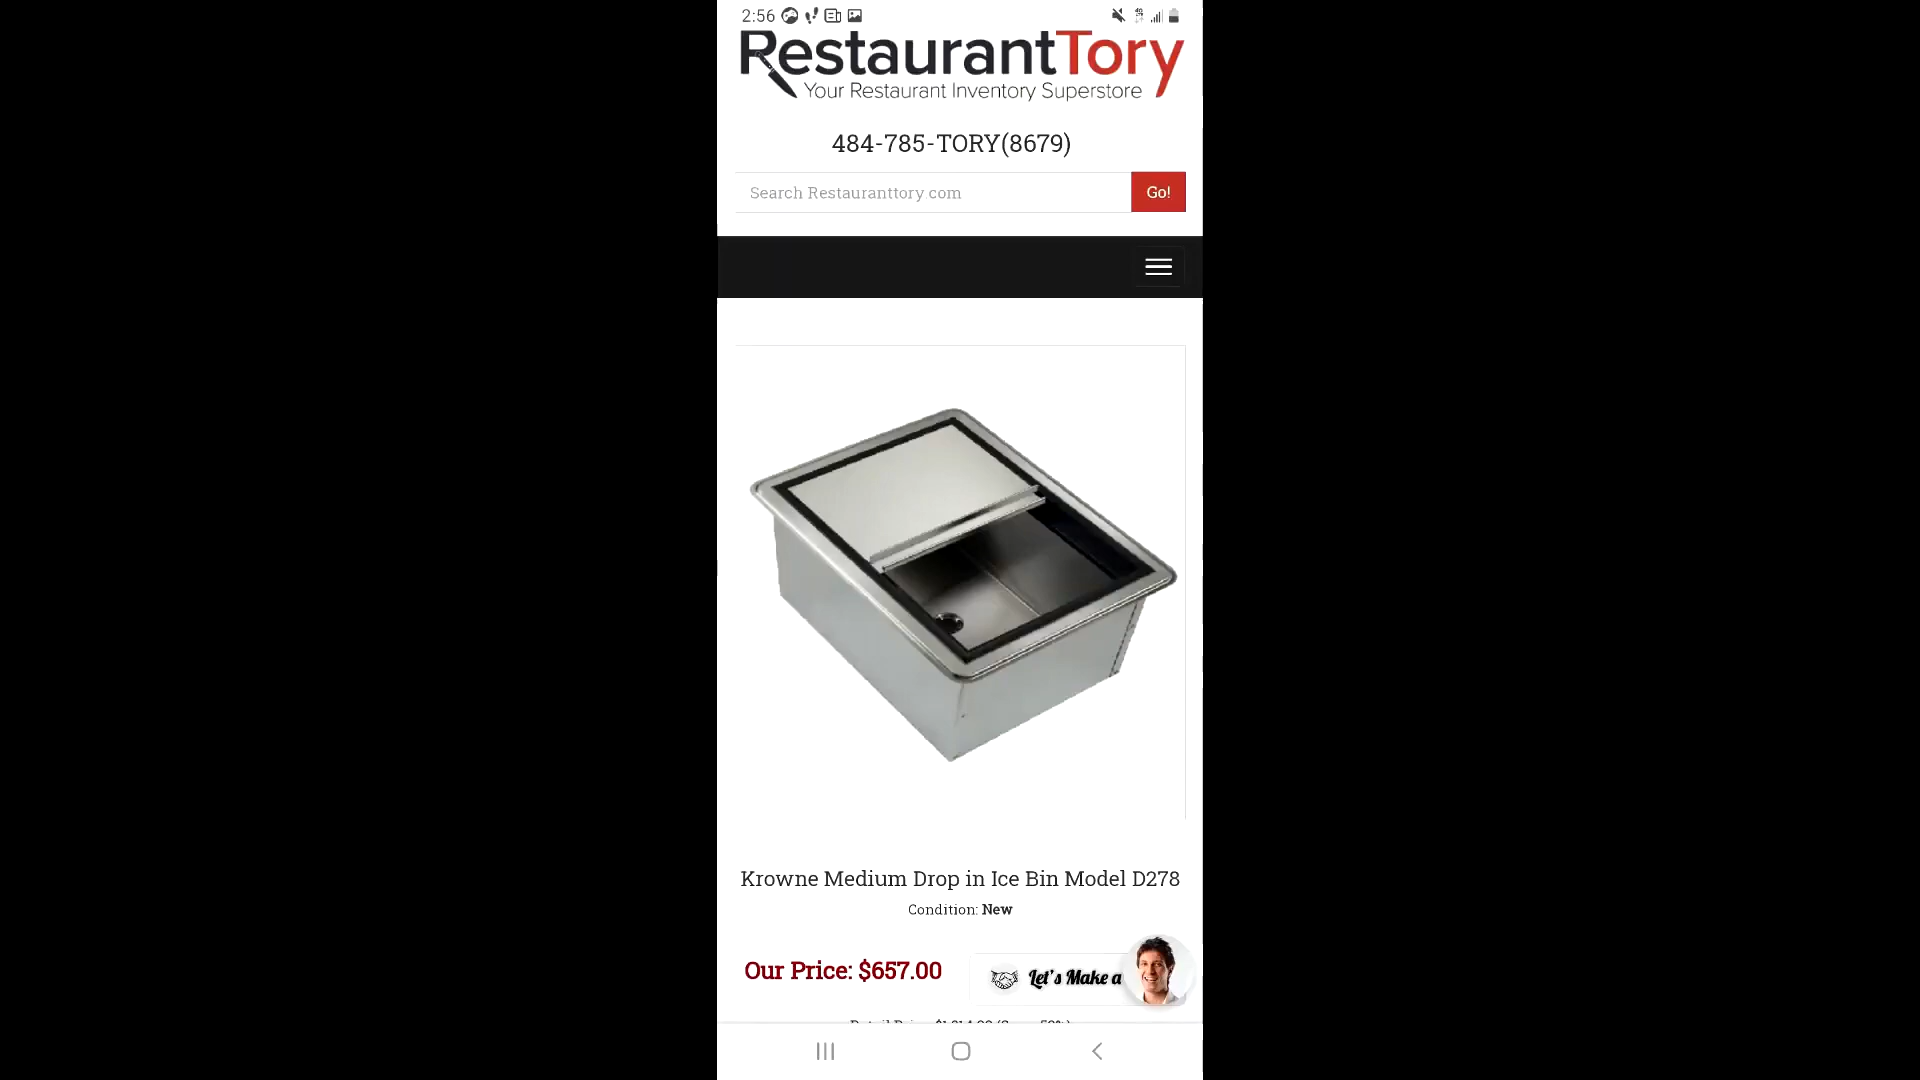 2:56
RestaurantTory
Your Restaurant Inventory Superstore
484-785-TORY(8679)
Search Restauranttory.com
Go!
Krowne Medium Drop in Ice Bin Model D278
Condition: New
Our Price: $657.00
Let's Make a